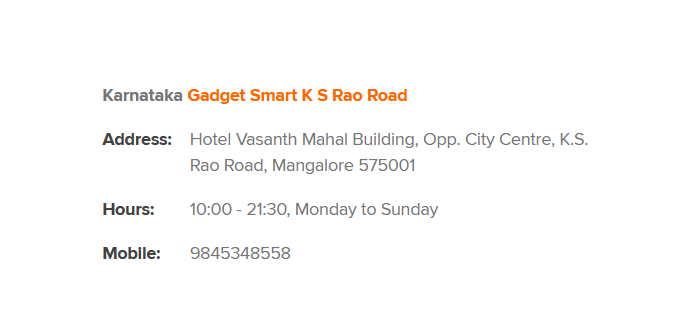 Karnataka Gadget Smart K S Rao Road
Address: Hotel Vasanth Mahal Building, Opp. City Centre, K.S.
Rao Road, Mangalore 575001
Hours: 10:00 - 21:30, Monday to Sunday
Mobile: 9845348558